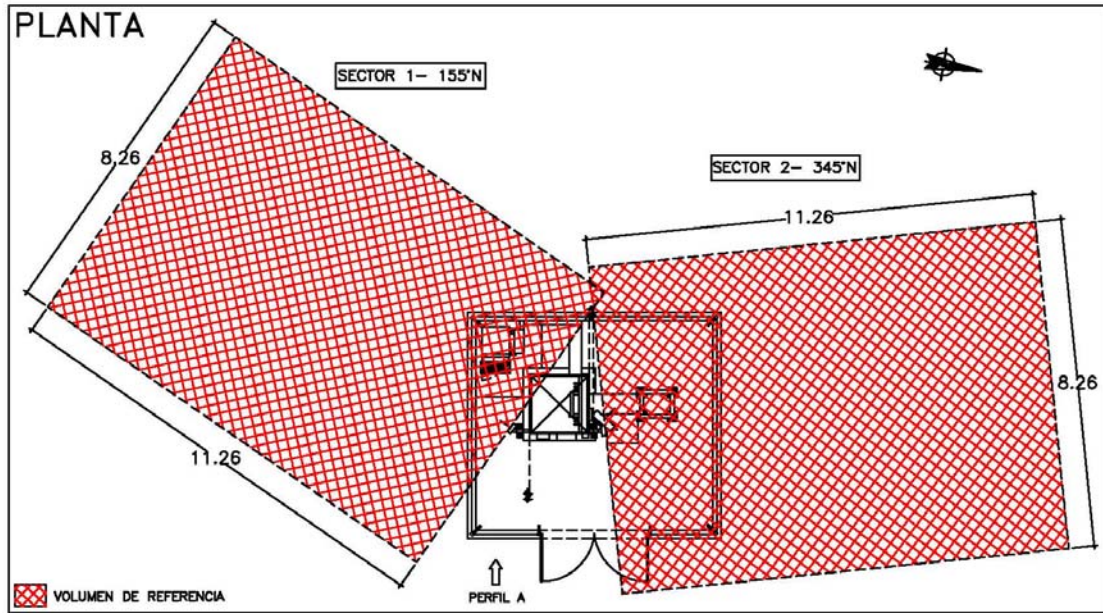 PLANTA
SECTOR 1- 155°N
8.26
SECTOR 2- 345°N
11.26
8.26
11.26
PERFIL A
VOLUMEN DE REFERENCIA